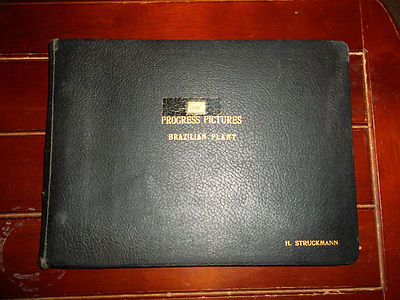 PROGRESS PICTURES
BRAZILIAN PLANT
H. STRUCKMANN